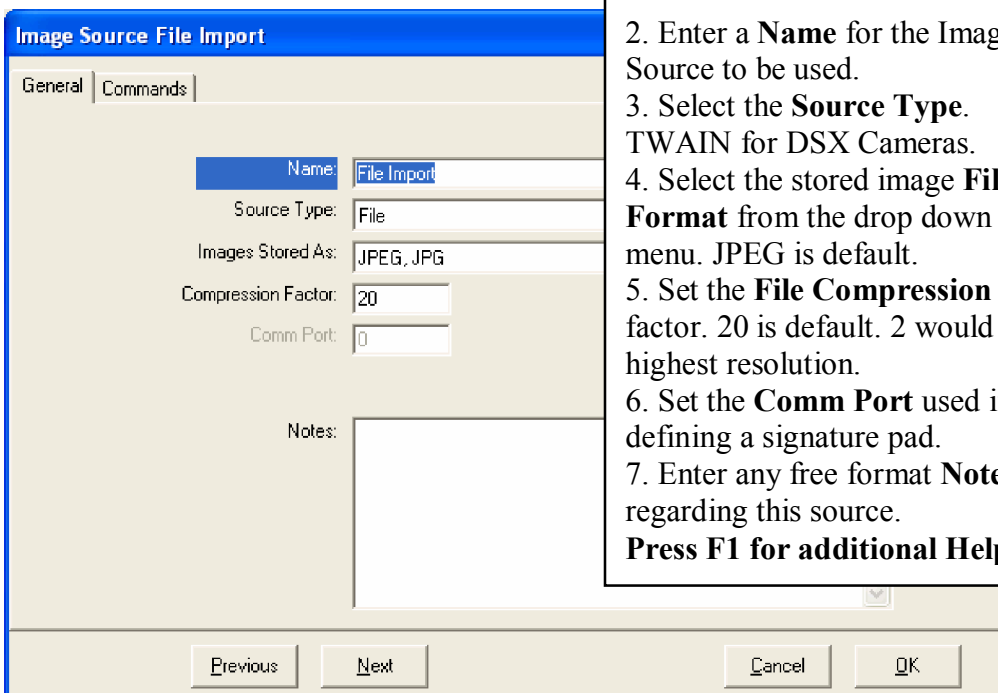 Image Source File Import
General Commands
Name: File Import
Source Type: File
Images Stored As: JPEG, JPG
Compression Factor: 20
Comm Port: 0
Notes:
Previous Next Cancel OK
2. Enter a Name for the
Source to be used.
3. Select the Source Type.
TWAIN for DSX Cameras.
4. Select the stored image
Format from the drop down
menu. JPEG is default.
5. Set the File Compression
factor. 20 is default. 2 would
highest resolution.
6. Set the Comm Port used
defining a signature pad.
7. Enter any free format
regarding this source.
Press F1 for additional